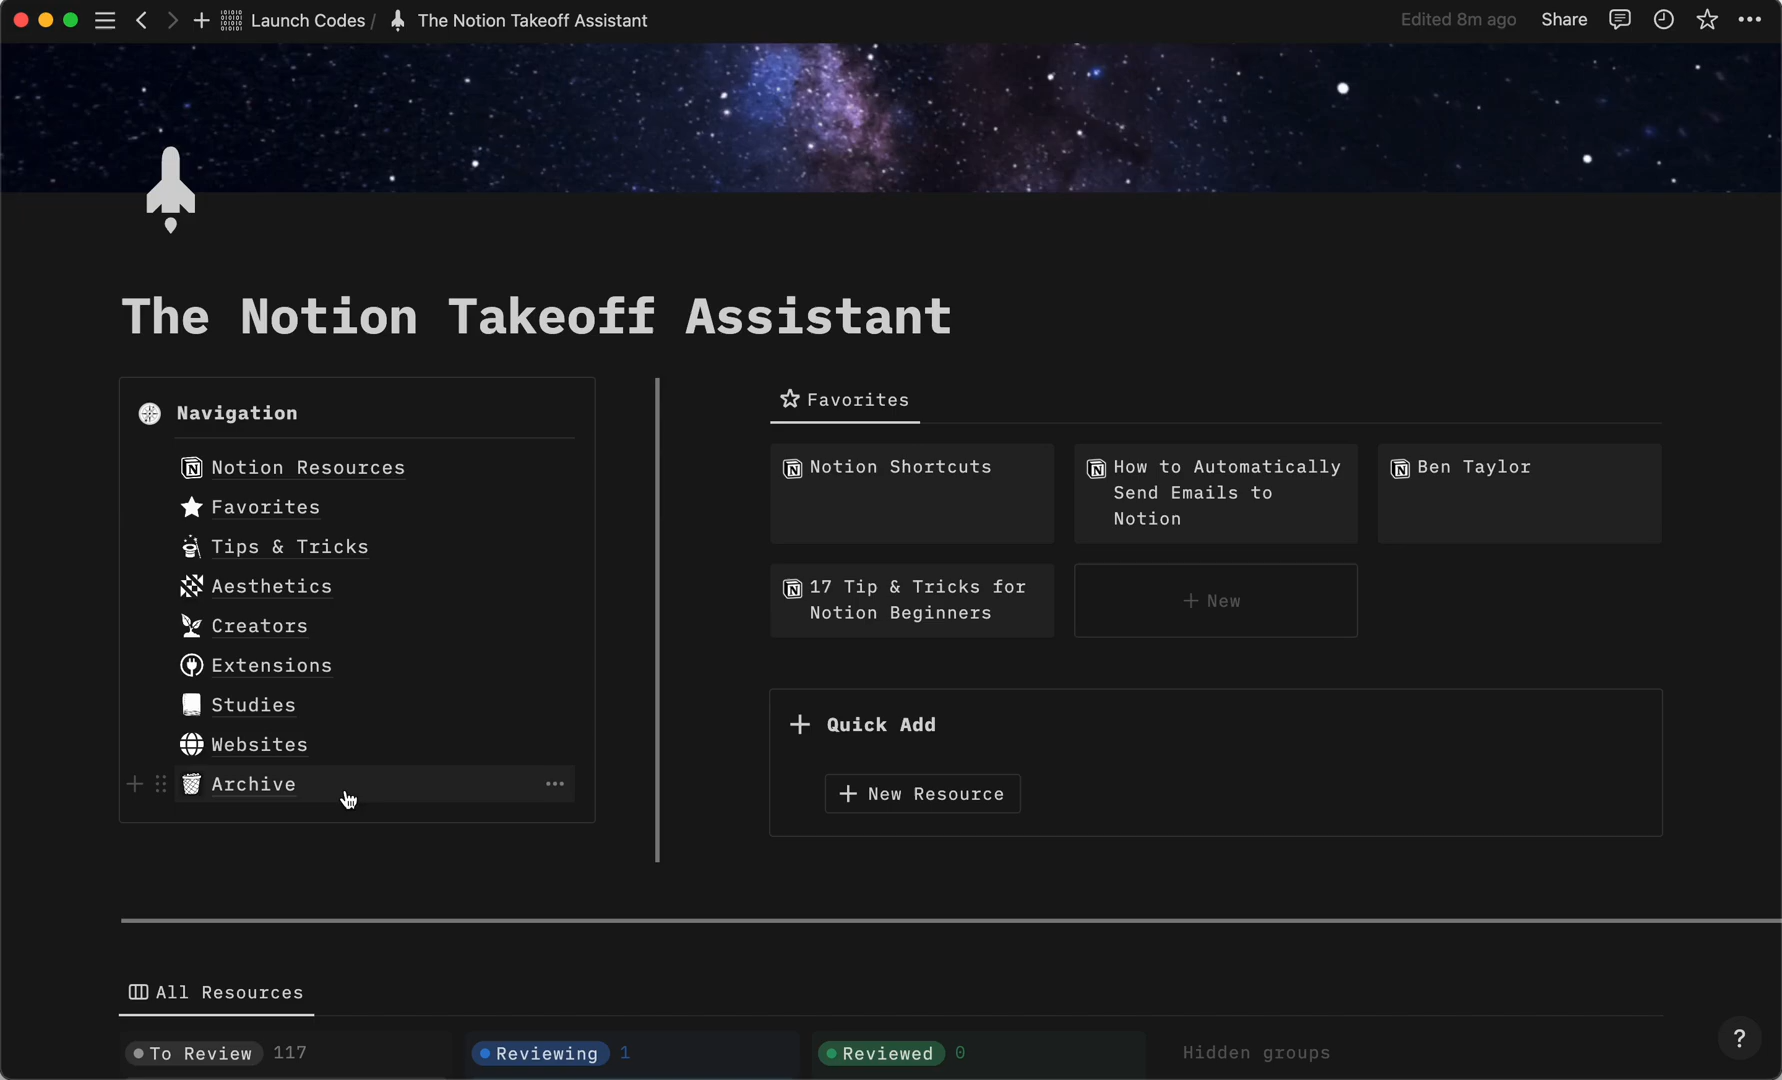 Launch Codes / The Notion Takeoff Assistant
Edited 8m ago Share
The Notion Takeoff Assistant
Navigation
Notion Resources
Favorites
Tips & Tricks
Aesthetics
Creators
Extensions
Studies
Websites
Archive
Favorites
Notion Shortcuts
How to Automatically
Send Emails to
Notion
Ben Taylor
17 Tip & Tricks for
Notion Beginners
+ New
+ Quick Add
+ New Resource
All Resources
To Review 117
Reviewing 1
Reviewed 0
Hidden groups
?